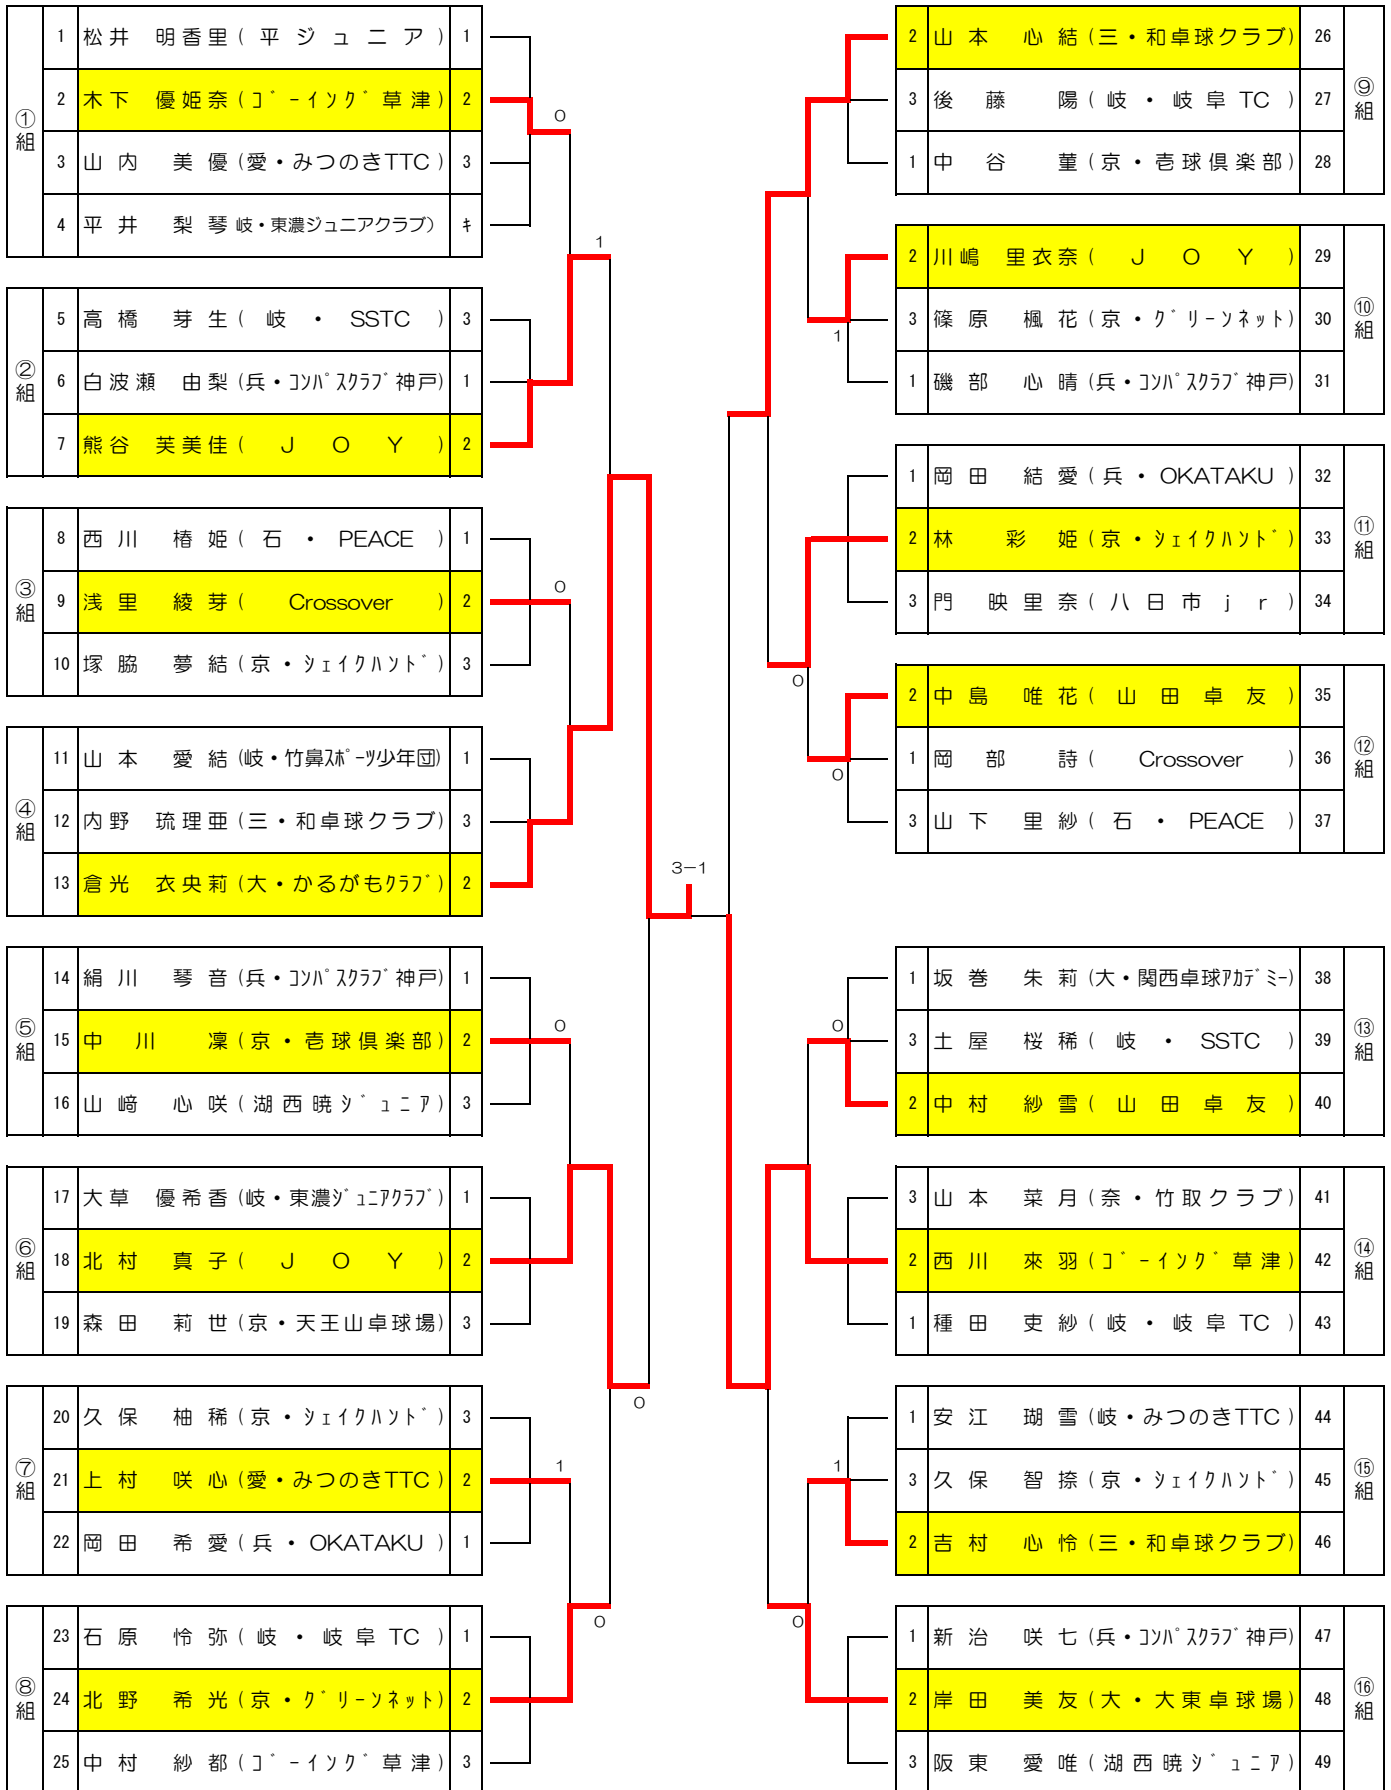 ①組
1 松井 明香里 (平ジュニア) 1
2 木下 優姫奈 (ｺﾞｰｲﾝｸﾞ草津) 2
3 山内 美優 (愛・みつのきTTC) 3
4 平井 梨琴 岐・東濃ジュニアクラブ) ｷ
0
1
②組
5 高橋 芽生 (岐・SSTC) 3
6 白波瀬 由梨 (兵・ｺﾝﾊﾟｽｸﾗﾌﾞ神戸) 1
7 熊谷 芙美佳 (JOY) 2
③組
8 西川 椿姫 (石・PEACE) 1
9 浅里 綾芽 (Crossover) 2
10 塚脇 夢結 (京・ｼｪｲｸﾊﾝﾄﾞ) 3
0
④組
11 山本 愛結 (岐・竹鼻ｽﾎﾟｰﾂ少年団) 1
12 内野 琉理亜 (三・和卓球クラブ) 3
13 倉光 衣央莉 (大・かるがもｸﾗﾌﾞ) 2
3−1
⑤組
14 絹川 琴音 (兵・ｺﾝﾊﾟｽｸﾗﾌﾞ神戸) 1
15 中川 凜 (京・壱球倶楽部) 2
16 山﨑 心咲 (湖西暁ｼﾞｭﾆｱ) 3
0
⑥組
17 大草 優希香 (岐・東濃ｼﾞｭﾆｱｸﾗﾌﾞ) 1
18 北村 真子 (JOY) 2
19 森田 莉世 (京・天王山卓球場) 3
0
⑦組
20 久保 柚稀 (京・ｼｪｲｸﾊﾝﾄﾞ) 3
21 上村 咲心 (愛・みつのきTTC) 2
22 岡田 希愛 (兵・OKATAKU) 1
1
0
⑧組
23 石原 怜弥 (岐・岐阜TC) 1
24 北野 希光 (京・ｸﾞﾘｰﾝﾈｯﾄ) 2
25 中村 紗都 (ｺﾞｰｲﾝｸﾞ草津) 3
2 山本 心結 (三・和卓球クラブ) 26
3 後藤 陽 (岐・岐阜TC) 27
1 中谷 菫 (京・壱球倶楽部) 28
⑨組
2 川嶋 里衣奈 (JOY) 29
3 篠原 楓花 (京・ｸﾞﾘｰﾝﾈｯﾄ) 30
1 磯部 心晴 (兵・ｺﾝﾊﾟｽｸﾗﾌﾞ神戸) 31
⑩組
1
1 岡田 結愛 (兵・OKATAKU) 32
2 林 彩姫 (京・ｼｪｲｸﾊﾝﾄﾞ) 33
3 門 映里奈 (八日市ｊｒ) 34
⑪組
0
2 中島 唯花 (山田卓友) 35
1 岡部 詩 (Crossover) 36
3 山下 里紗 (石・PEACE) 37
⑫組
0
1 坂巻 朱莉 (大・関西卓球ｱｶﾃﾞﾐｰ) 38
3 土屋 桜稀 (岐・SSTC) 39
2 中村 紗雪 (山田卓友) 40
⑬組
0
3 山本 菜月 (奈・竹取クラブ) 41
2 西川 來羽 (ｺﾞｰｲﾝｸﾞ草津) 42
1 種田 吏紗 (岐・岐阜TC) 43
⑭組
1 安江 瑚雪 (岐・みつのきTTC) 44
3 久保 智捺 (京・ｼｪｲｸﾊﾝﾄﾞ) 45
2 吉村 心怜 (三・和卓球クラブ) 46
⑮組
1
0
1 新治 咲七 (兵・ｺﾝﾊﾟｽｸﾗﾌﾞ神戸) 47
2 岸田 美友 (大・大東卓球場) 48
3 阪東 愛唯 (湖西暁ｼﾞｭﾆｱ) 49
⑯組